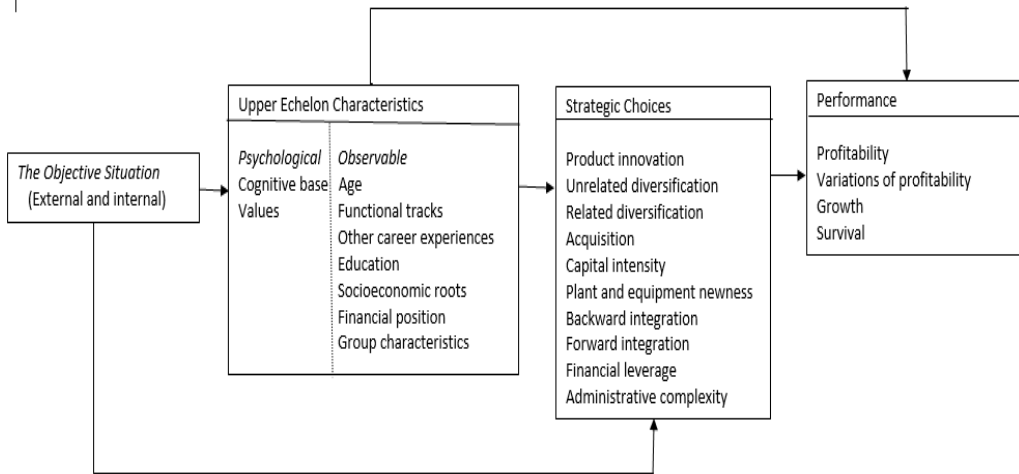 The Objective Situation
(External and internal)
Upper Echelon Characteristics
Psychological
Cognitive base
Values
Observable
Age
Functional tracks
Other career experiences
Education
Socioeconomic roots
Financial position
Group characteristics
Strategic Choices
Product innovation
Unrelated diversification
Related diversification
Acquisition
Capital intensity
Plant and equipment newness
Backward integration
Forward integration
Financial leverage
Administrative complexity
Performance
Profitability
Variations of profitability
Growth
Survival